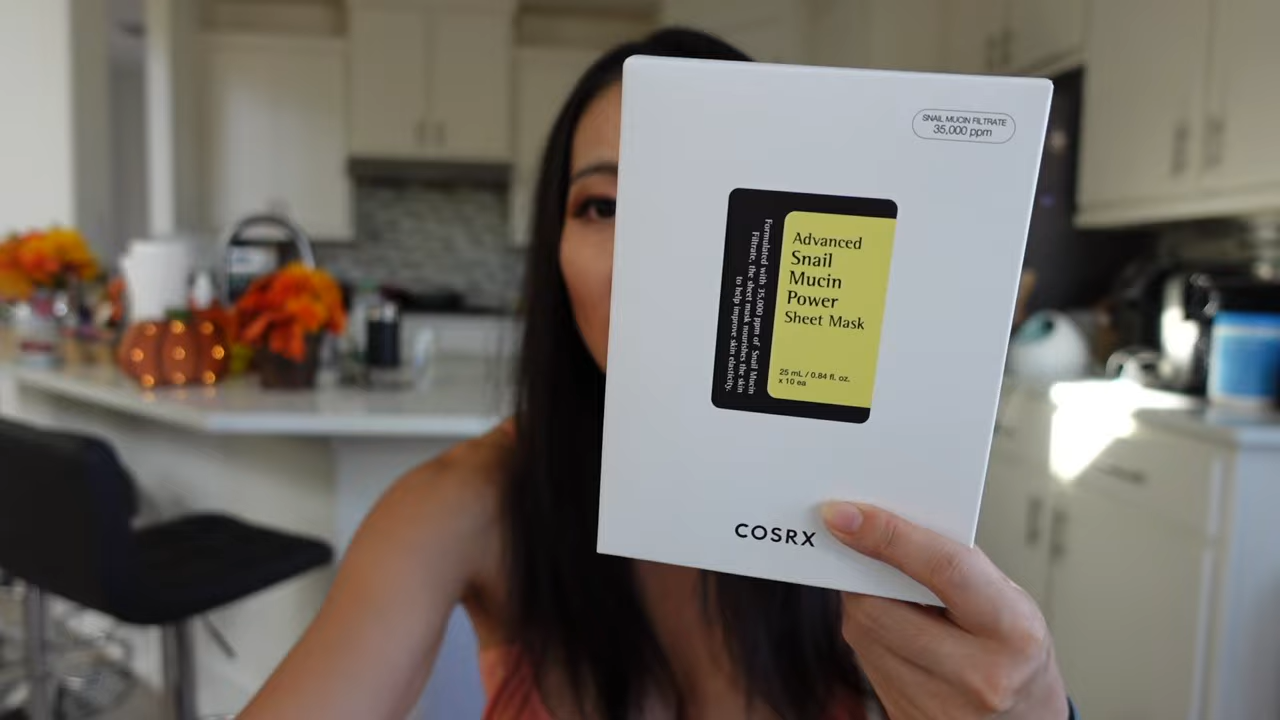 SNAIL MUCIN FILTRATE
35,000 ppm
Formulated with 35,000 ppm of Snail Mucin
Filtrate, the sheet mask nourishes the skin
to help improve skin elasticity.
Advanced
Snail
Mucin
Power
Sheet Mask
25 mL / 0.84 fl. oz.
x 10 ea
COSRX